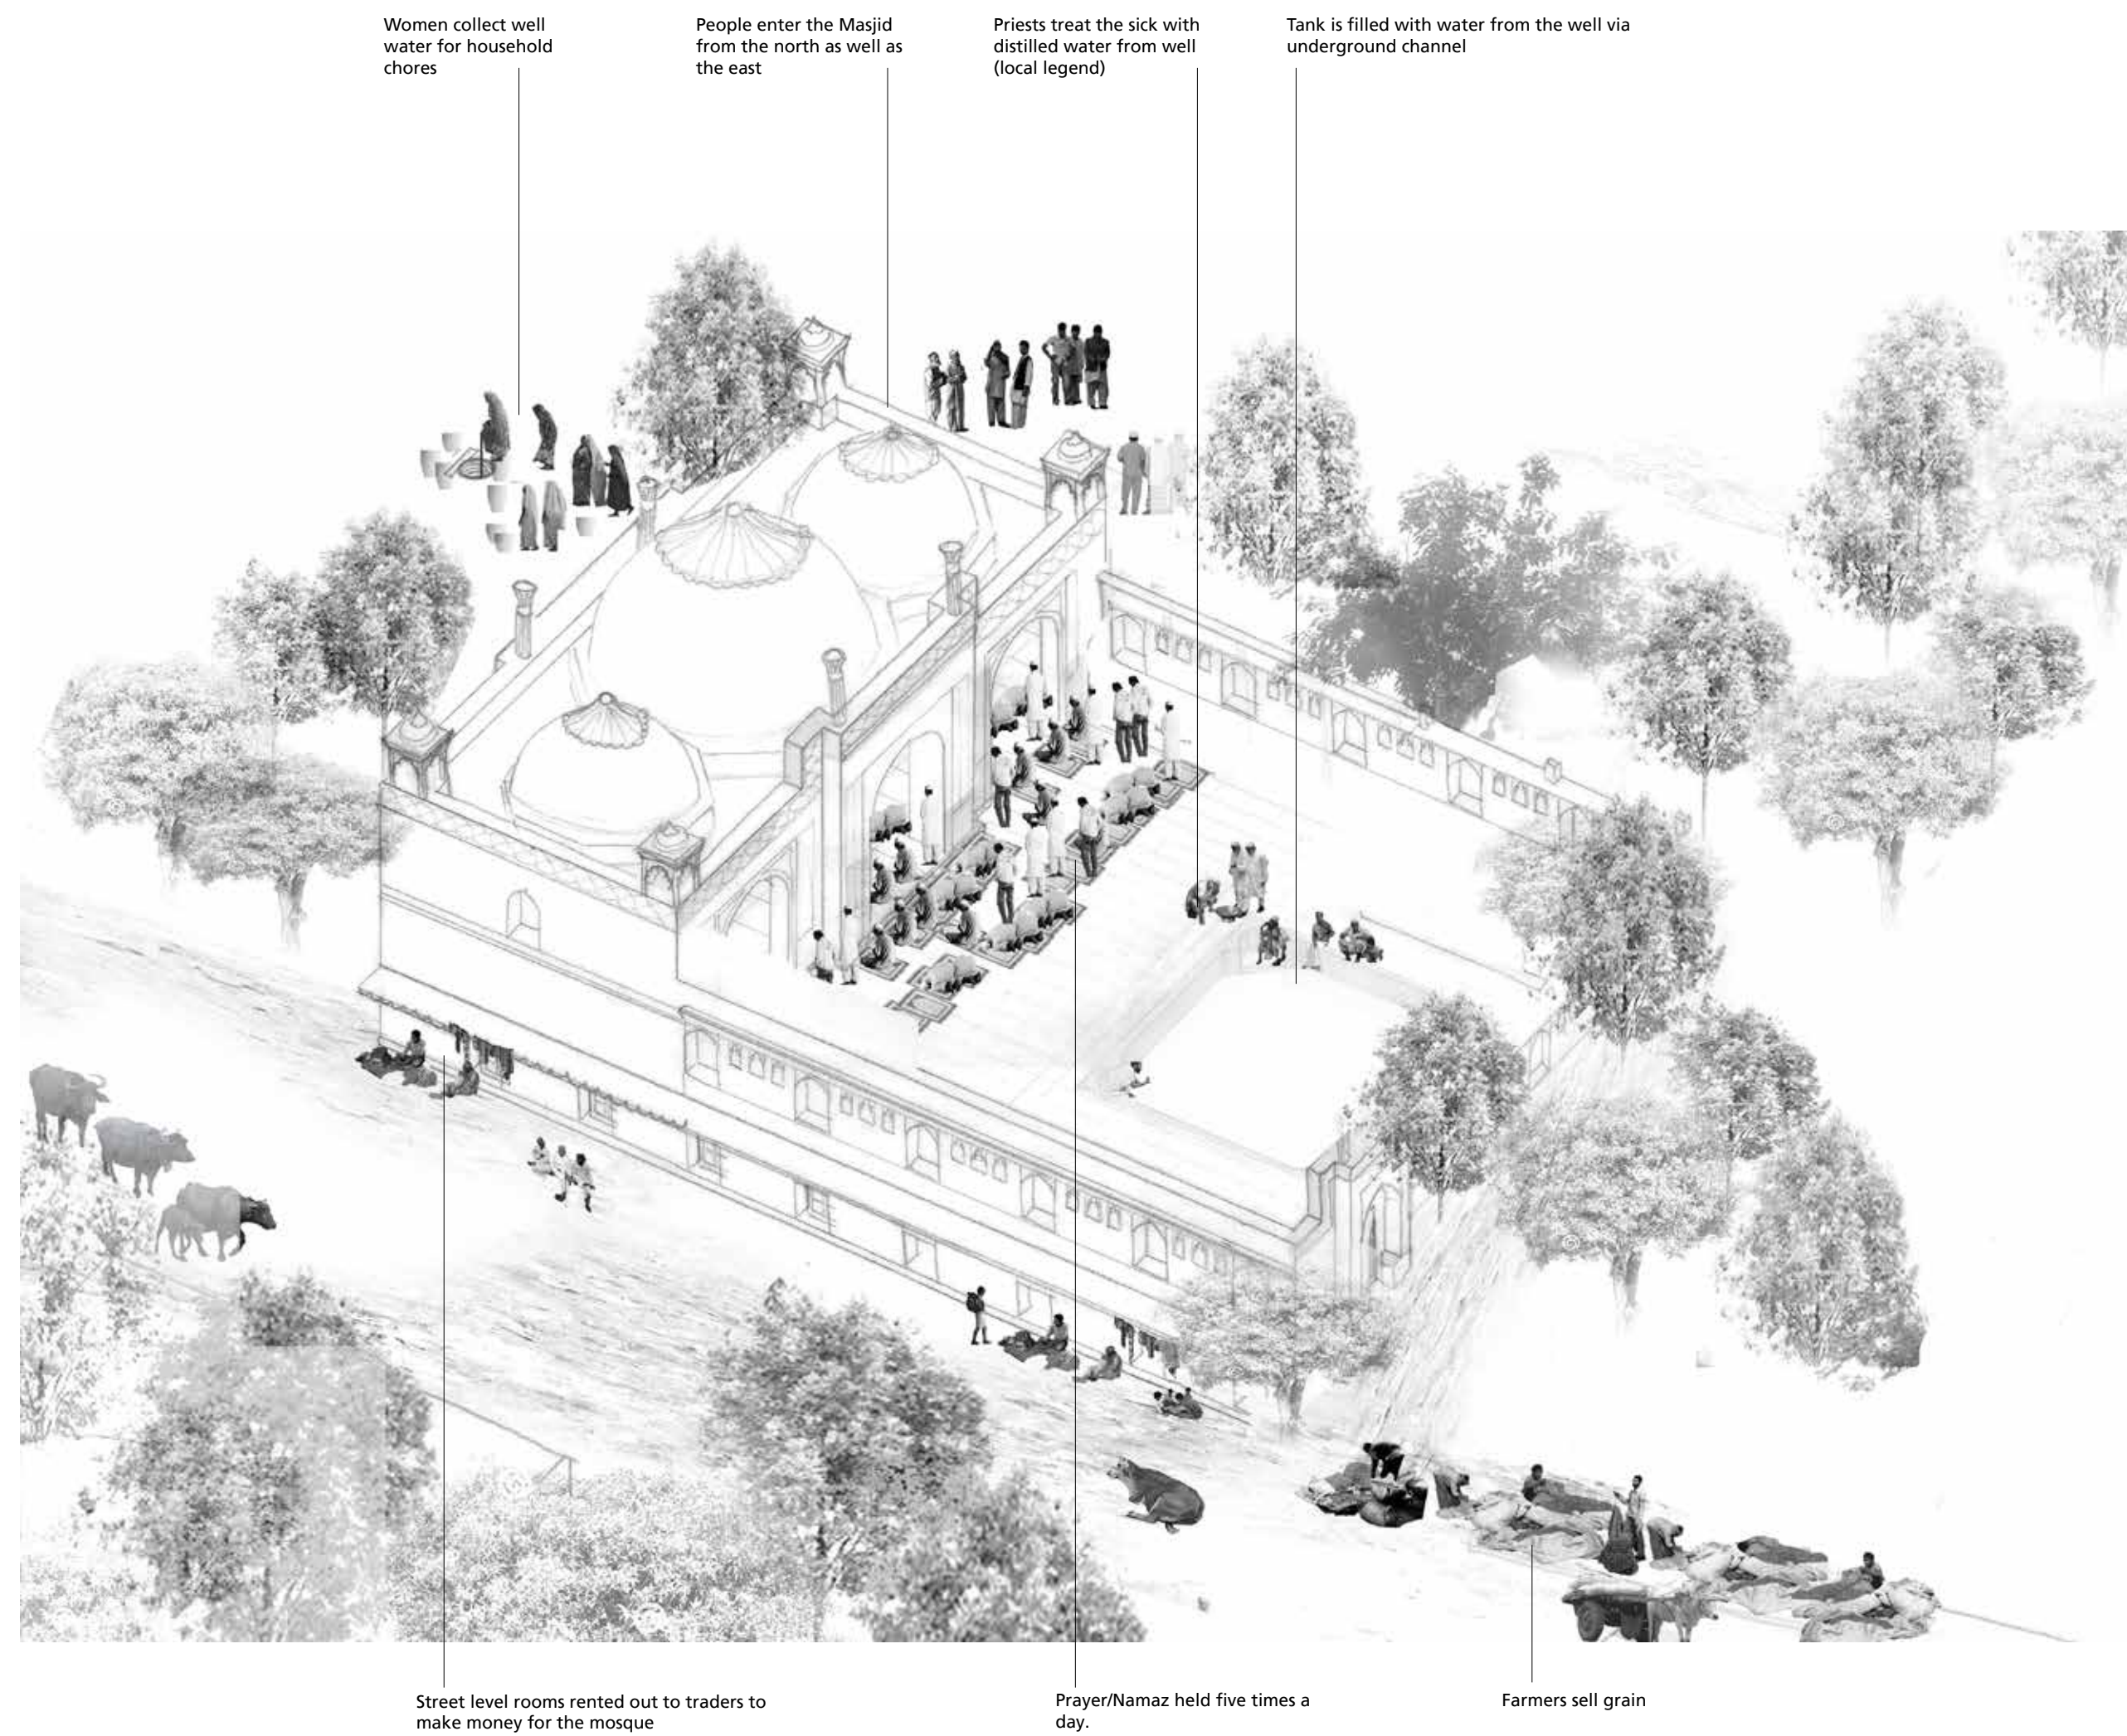 Women collect well
water for household
chores
People enter the Masjid
from the north as well as
the east
Priests treat the sick with
distilled water from well
(local legend)
Tank is filled with water from the well via
underground channel
Street level rooms rented out to traders to
make money for the mosque
Prayer/Namaz held five times a
day.
Farmers sell grain